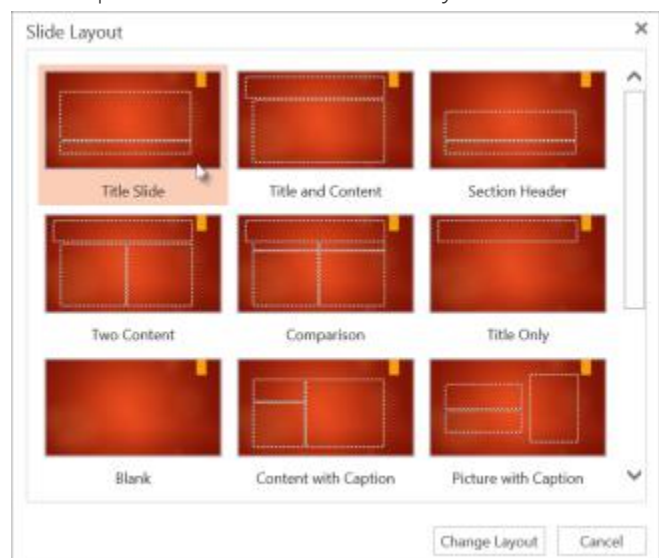 Slide Layout
Title Slide
Title and Content
Section Header
Two Content
Comparison
Title Only
Blank
Content with Caption
Picture with Caption
Change Layout
Cancel